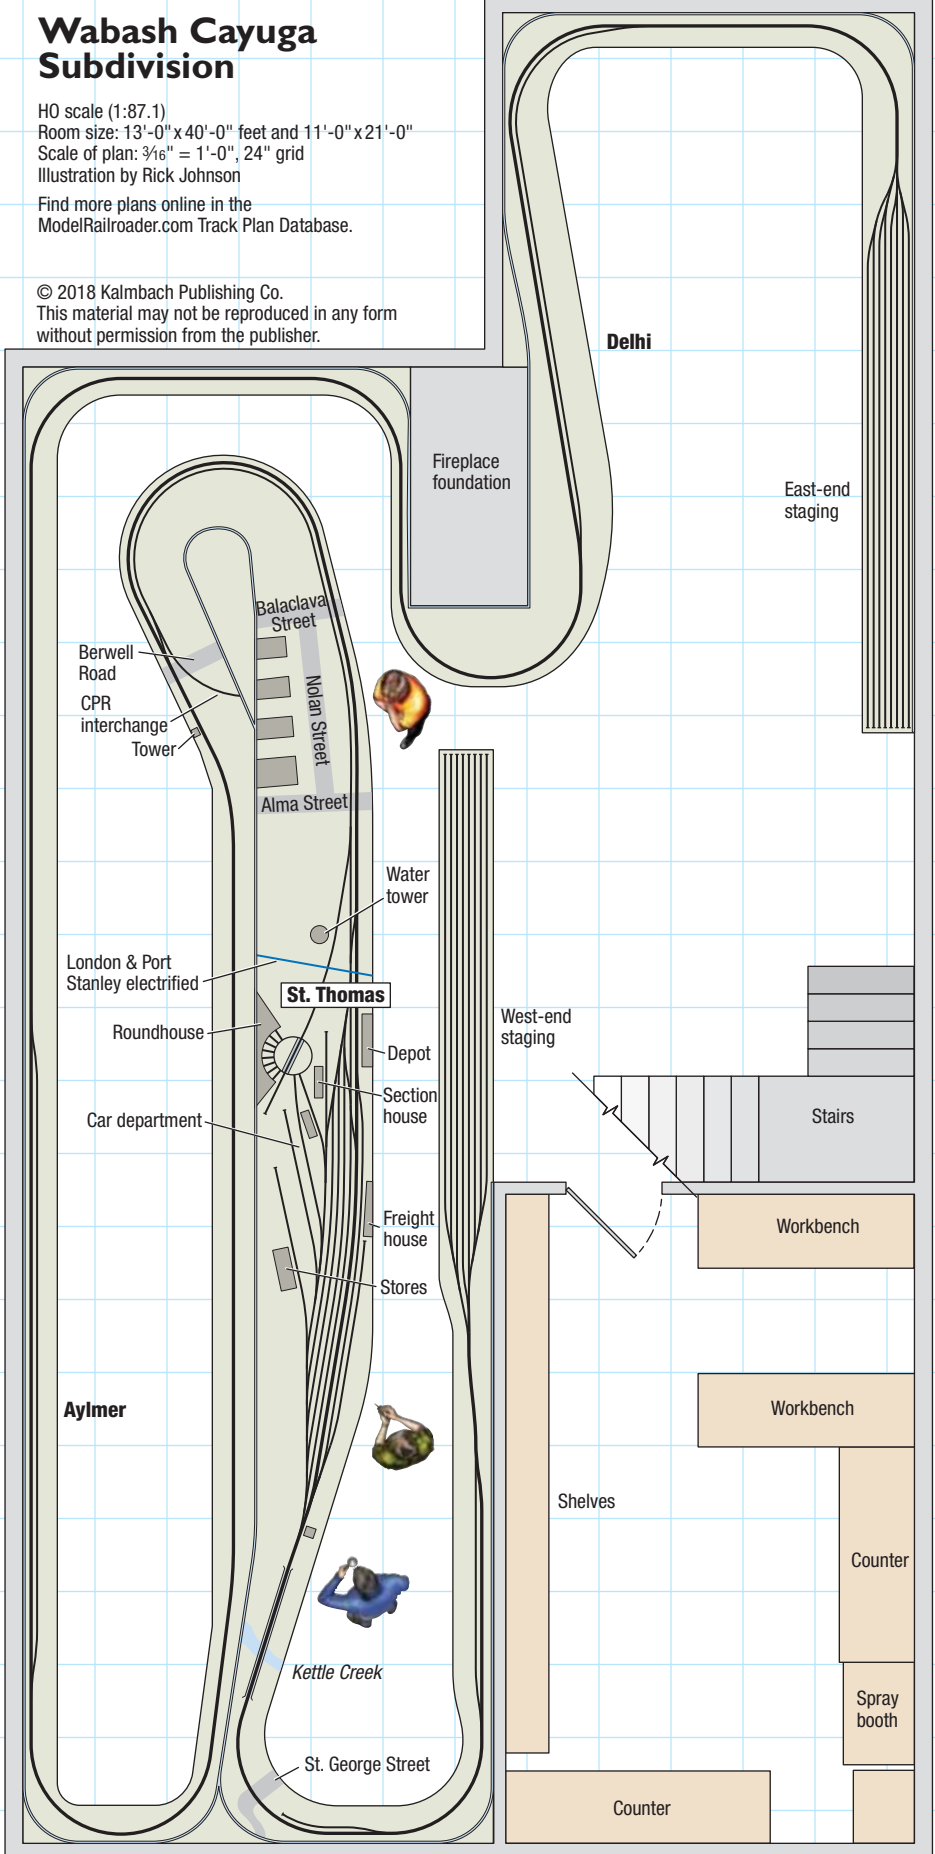 Wabash Cayuga
Subdivision
HO scale (1:87.1)
Room size: 13'-0" x 40'-0" feet and 11'-0" x 21'-0"
Scale of plan: 3⁄16" = 1'-0", 24" grid
Illustration by Rick Johnson
Find more plans online in the
ModelRailroader.com Track Plan Database.
© 2018 Kalmbach Publishing Co.
This material may not be reproduced in any form
without permission from the publisher.
Delhi
Fireplace
foundation
East-end
staging
Balaclava
Street
Berwell
Road
Nolan Street
CPR
interchange
Tower
Alma Street
Water
tower
London & Port
Stanley electrified
St. Thomas
West-end
staging
Roundhouse
Depot
Section
house
Car department
Stairs
Freight
house
Workbench
Stores
Aylmer
Workbench
Shelves
Counter
Kettle Creek
Spray
booth
St. George Street
Counter